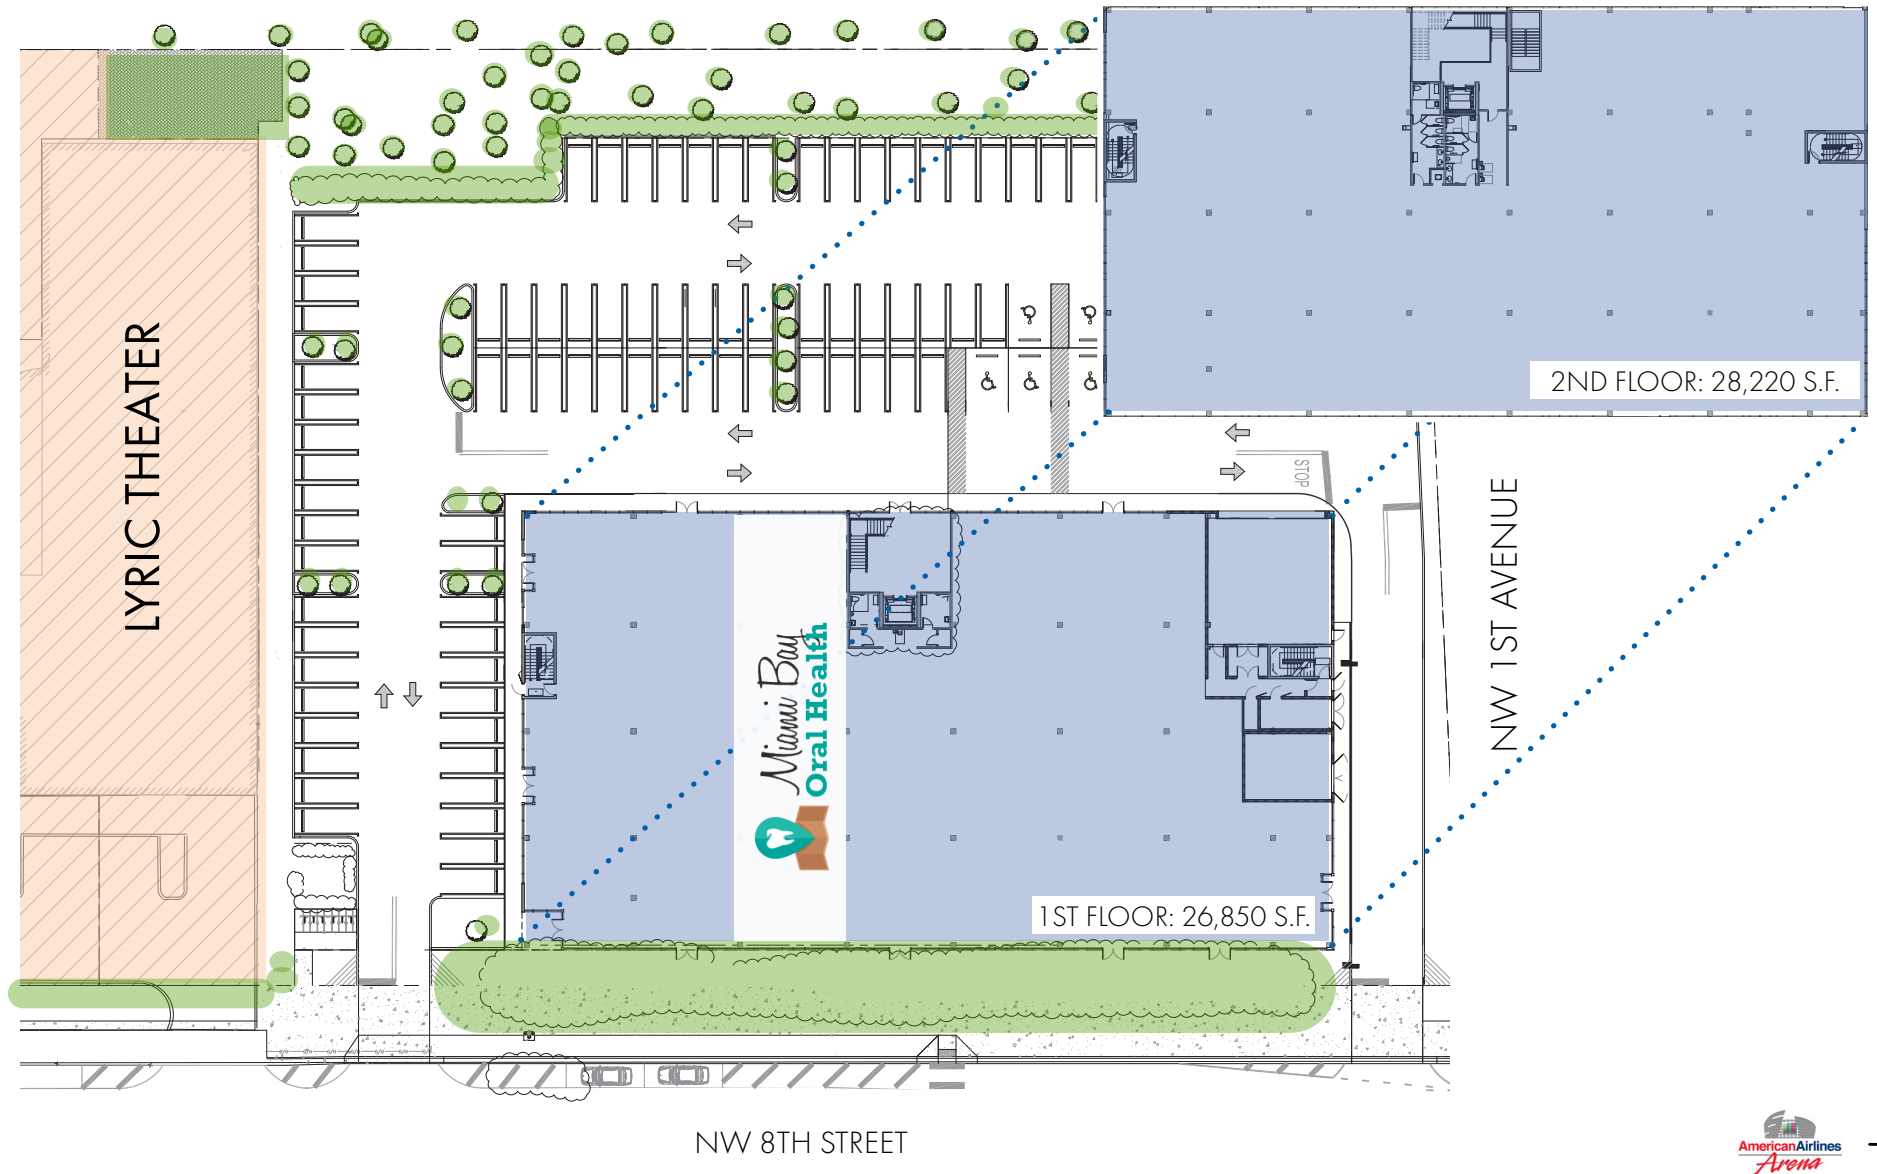 2ND FLOOR: 28,220 S.F.
STOP
LYRIC THEATER
NW 1ST AVENUE
Miami Bay
Oral Health
1ST FLOOR: 26,850 S.F.
NW 8TH STREET
AmericanAirlines
Arena